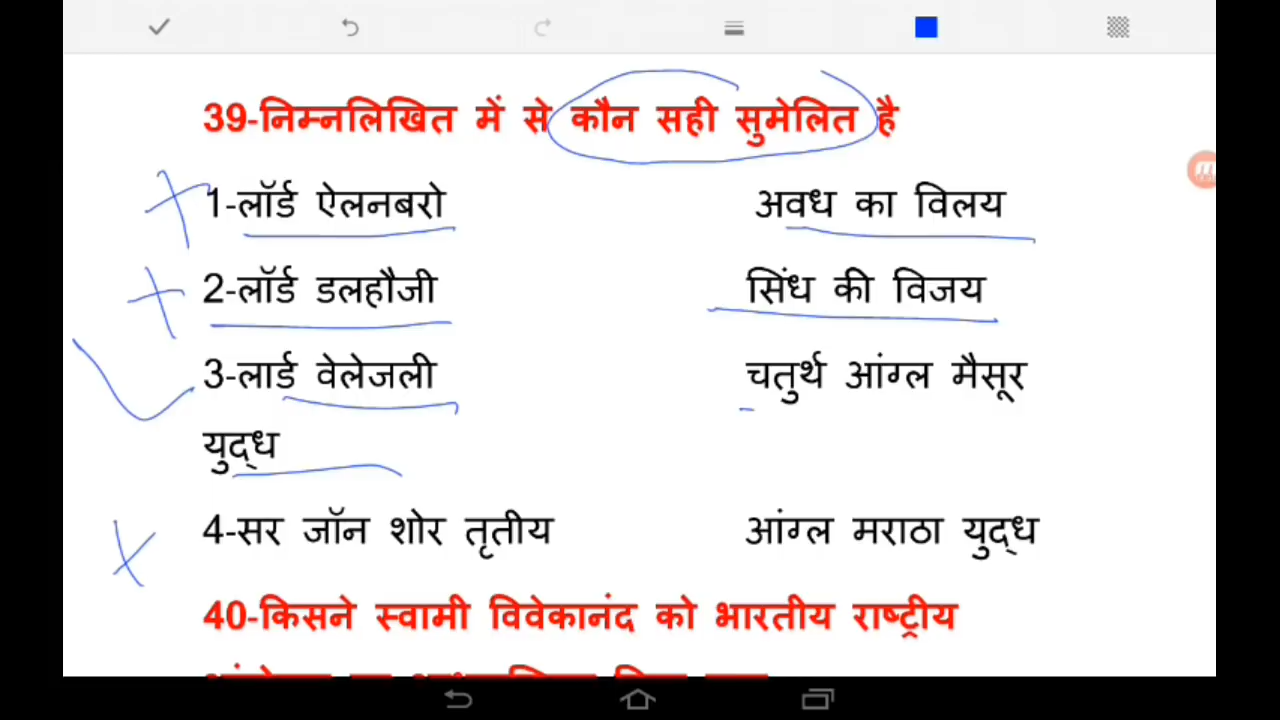 39-निम्नलिखित में से कौन सही सुमेलित है
1-लॉर्ड ऐलनबरो अवध का विलय
2-लॉर्ड डलहौजी सिंध की विजय
3-लार्ड वेलेजली चतुर्थ आंग्ल मैसूर
युद्ध
4-सर जॉन शोर तृतीय आंग्ल मराठा युद्ध
40-किसने स्वामी विवेकानंद को भारतीय राष्ट्रीय